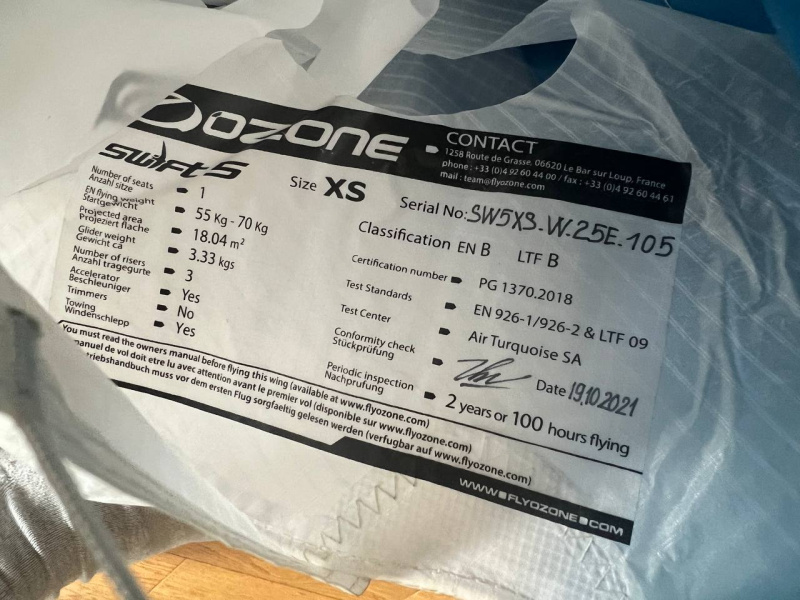 OZONE
CONTACT
1258 Route de Grasse, 06620 Le Bar sur Loup, France
phone : +33 (0)4 92 60 44 00 / fax : +33 (0)4 92 60 44 61
mail : team@flyozone.com
SWIFT 5
Size XS
Serial No: SW5XS-W-25E-105
Number of seats
Anzahl sitze
1
EN flying weight
Startgewicht
55 Kg - 70 Kg
Projected area
Projeziert flache
18.04 m²
Glider weight
Gewicht ca
3.33 kgs
Number of risers
Anzahl tragegurte
3
Accelerator
Beschleuniger
Yes
Trimmers
No
Towing
Windenschlepp
Yes
Classification EN B LTF B
Certification number PG 1370.2018
Test Standards EN 926-1/926-2 & LTF 09
Test Center Air Turquoise SA
Conformity check
Stückprüfung
Date 19.10.2021
Periodic inspection
Nachprufung
2 years or 100 hours flying
You must read the owners manual before flying this wing (available at www.flyozone.com)
manuel de vol doit etre lu avec attention avant le premier vol (disponible sur www.flyozone.com)
triebshandbuch muss vor dem ersten Flug sorgfaeltig gelesen werden (verfugbar auf www.flyozone.com)
WWW.FLYOZONE.COM